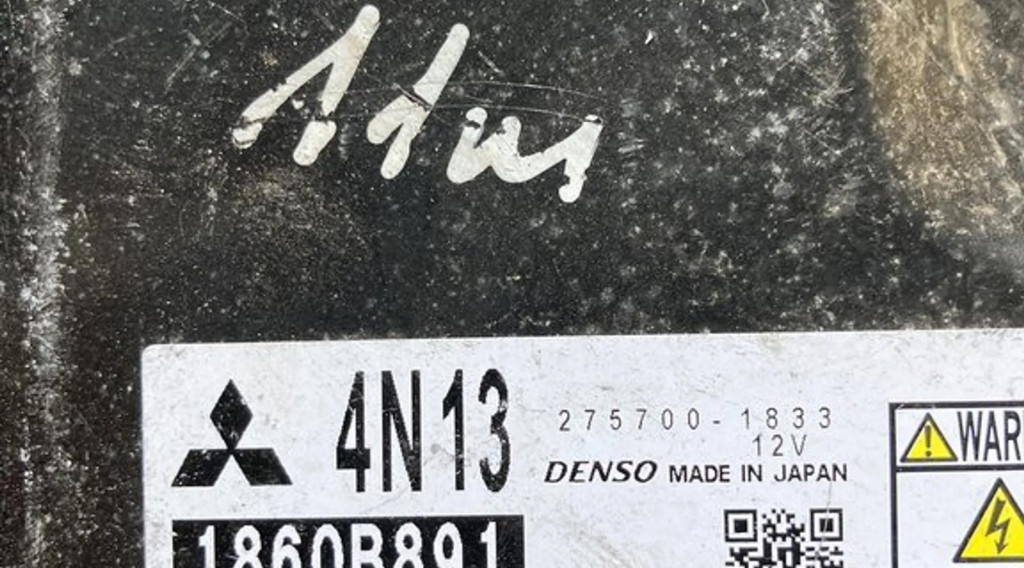 4N13
275700-1833
12V
DENSO MADE IN JAPAN
WAR
1860B891